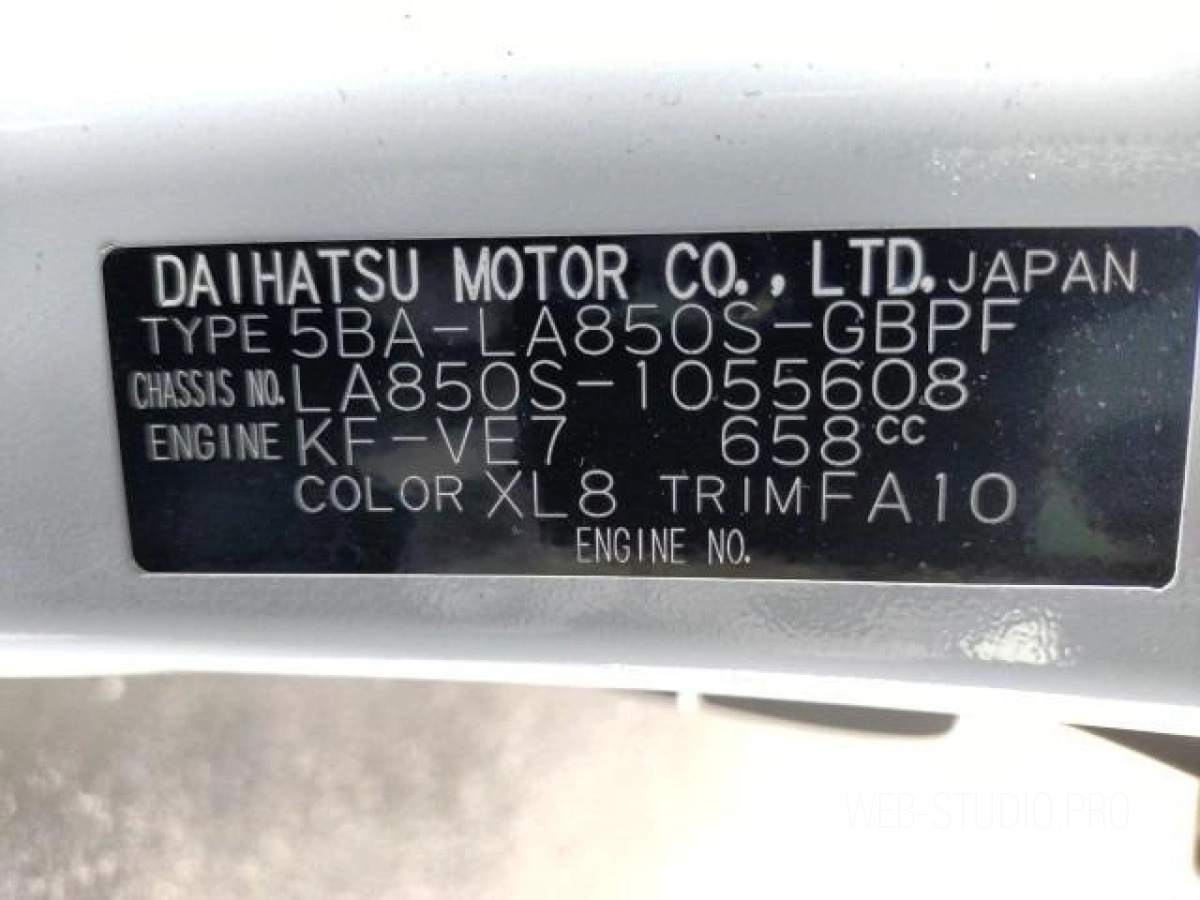 DAIHATSU MOTOR CO., LTD. JAPAN
TYPE 5BA-LA850S-GBPF
CHASSIS NO. LA850S-1055608
ENGINE KF-VE7 658CC
COLOR XL8 TRIM FA10
ENGINE NO.
WEB-STUDIO.PRO